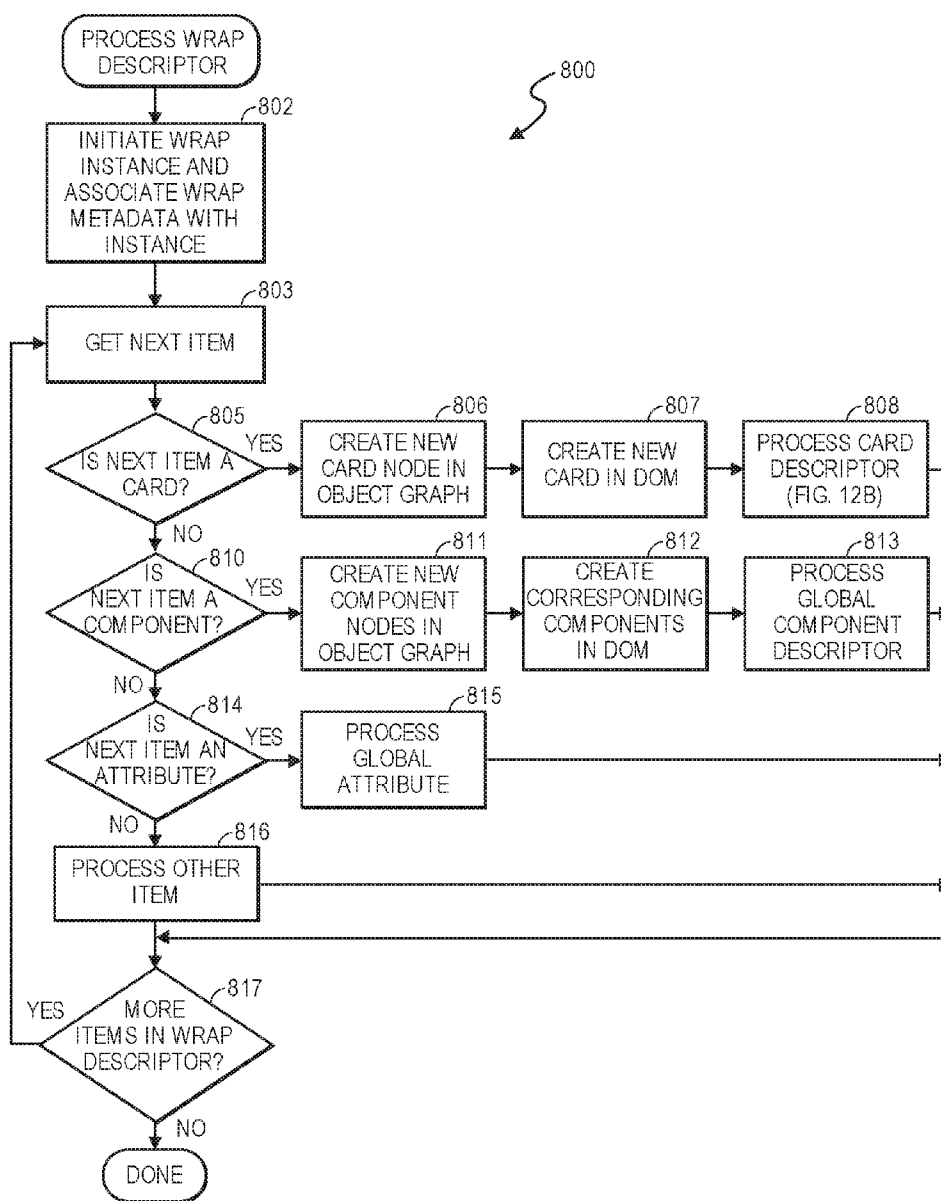 PROCESS WRAP
DESCRIPTOR
800
802
INITIATE WRAP
INSTANCE AND
ASSOCIATE WRAP
METADATA WITH
INSTANCE
803
GET NEXT ITEM
805
IS NEXT ITEM A
CARD?
YES
NO
806
CREATE NEW
CARD NODE IN
OBJECT GRAPH
807
CREATE NEW
CARD IN DOM
808
PROCESS CARD
DESCRIPTOR
(FIG. 12B)
810
IS
NEXT ITEM A
COMPONENT?
YES
NO
811
CREATE NEW
COMPONENT
NODES IN
OBJECT GRAPH
812
CREATE
CORRESPONDING
COMPONENTS
IN DOM
813
PROCESS
GLOBAL
COMPONENT
DESCRIPTOR
814
IS
NEXT ITEM AN
ATTRIBUTE?
YES
NO
815
PROCESS
GLOBAL
ATTRIBUTE
816
PROCESS OTHER
ITEM
817
YES
MORE
ITEMS IN WRAP
DESCRIPTOR?
NO
DONE